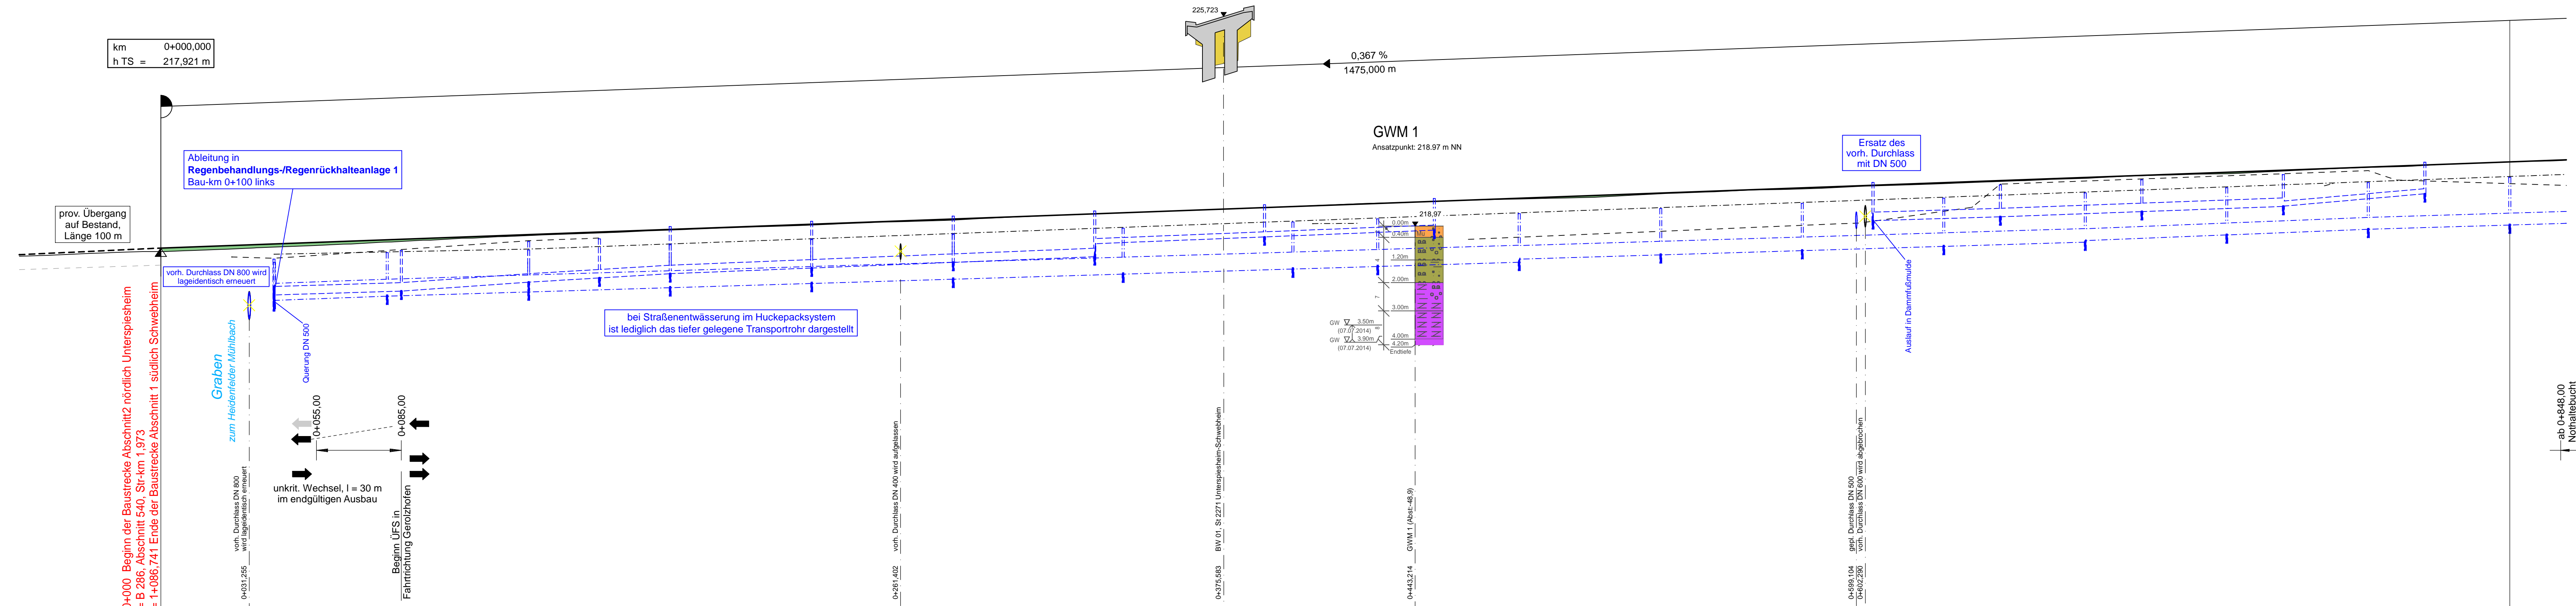 km 0+000,000
h TS = 217,921 m
225,723
0,367 %
1475,000 m
GWM 1
Ansatzpunkt: 218.97 m NN
Ableitung in
Regenbehandlungs-/Regenrückhalteanlage 1
Bau-km 0+100 links
Ersatz des
vorh. Durchlass
mit DN 500
prov. Übergang
auf Bestand,
Länge 100 m
vorh. Durchlass DN 800 wird
lageidentisch erneuert
bei Straßenentwässerung im Huckepacksystem
ist lediglich das tiefer gelegene Transportrohr dargestellt
218,97
0.00m
0.40m
1.20m
2.00m
3.00m
GW 3.50m
(07.07.2014)
GW 3.90m
(07.07.2014)
4.00m
4.20m
Endtiefe
Querung DN 500
Auslauf in Dammfußmulde
Graben
zum Heidenfelder Mühlbach
0+000 Beginn der Baustrecke Abschnitt2 nördlich Unterspiesheim
= B 286, Abschnitt 540, Str-km 1,973
= 1+086,741 Ende der Baustrecke Abschnitt 1 südlich Schwebheim
0+055,00
0+085,00
unkrit. Wechsel, l = 30 m
im endgültigen Ausbau
Beginn ÜFS in
Fahrtrichtung Gerolzhofen
vorh. Durchlass DN 800
wird lageidentisch erneuert
0+031,255
vorh. Durchlass DN 400 wird aufgelassen
0+261,402
BW 01, St 2271 Unterspiesheim-Schwebheim
0+375,583
GWM 1 (Abst:-48,9)
0+443,214
gepl. Durchlass DN 500
0+599,104
vorh. Durchlass DN 600 wird abgebrochen
0+602,290
ab 0+848,00
Nothaltebucht